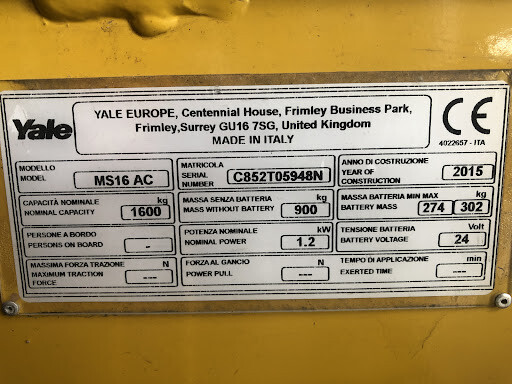 Yale
YALE EUROPE, Centennial House, Frimley Business Park,
Frimley,Surrey GU16 7SG, United Kingdom
MADE IN ITALY
CE
4022657 - ITA
MODELLO
MODEL
MS16 AC
MATRICOLA
SERIAL
NUMBER
C852T05948N
ANNO DI COSTRUZIONE
YEAR OF
CONSTRUCTION
2015
CAPACITÀ NOMINALE kg
NOMINAL CAPACITY 1600
MASSA SENZA BATTERIA kg
MASS WITHOUT BATTERY 900
MASSA BATTERIA MIN MAX kg
BATTERY MASS 274 302
PERSONE A BORDO
PERSONS ON BOARD -
POTENZA NOMINALE kW
NOMINAL POWER 1.2
TENSIONE BATTERIA Volt
BATTERY VOLTAGE 24
MASSIMA FORZA TRAZIONE N
MAXIMUM TRACTION
FORCE ---
FORZA AL GANCIO N
POWER PULL ---
TEMPO DI APPLICAZIONE min
EXERTED TIME ---